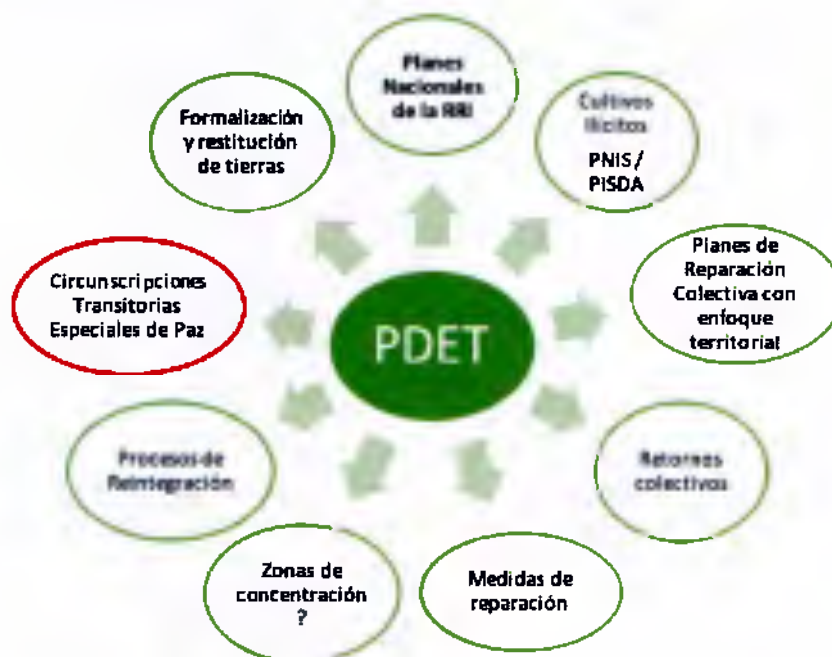 Planes
Nacionales
de la RRI
Cultivos
Ilícitos
PNIS /
PISDA
Formalización
y restitución
de tierras
Planes de
Reparación
Colectiva con
enfoque
territorial
Circunscripciones
Transitorias
Especiales de Paz
PDET
Procesos de
Reintegración
Retornos
colectivos
Zonas de
concentración
?
Medidas de
reparación